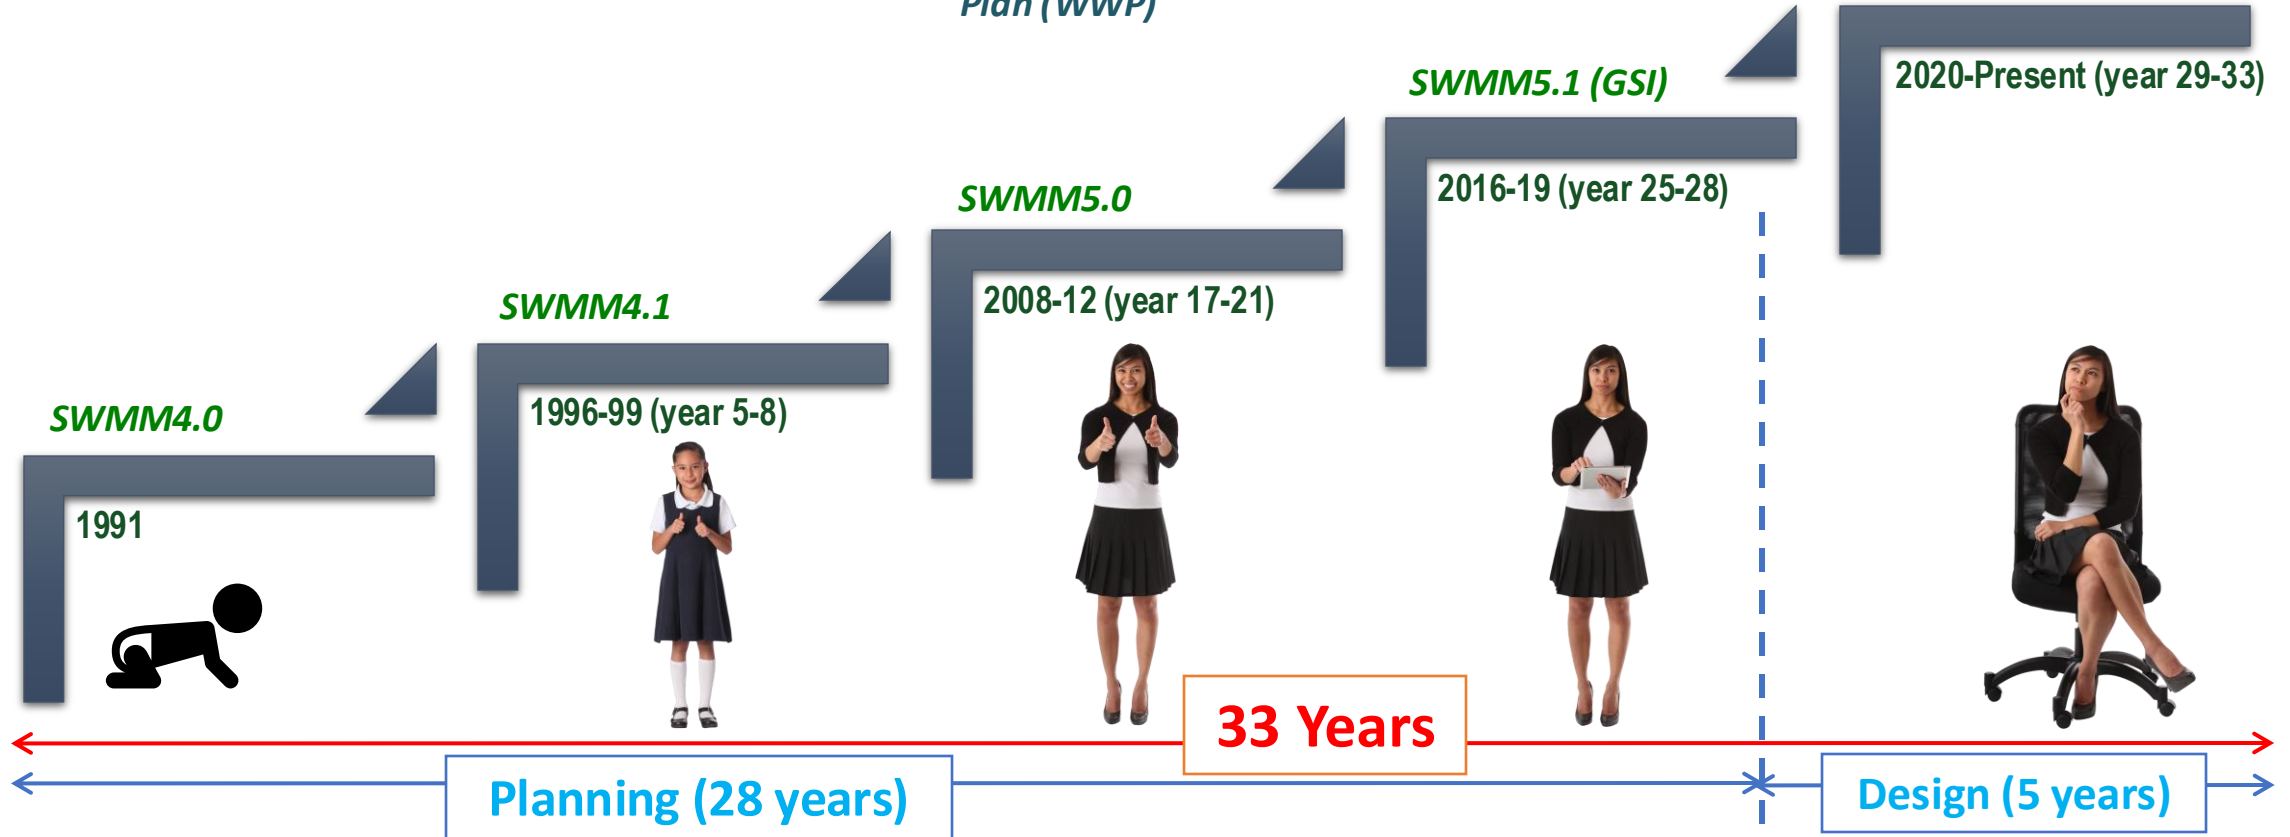 Plan (WWP)
2020-Present (year 29-33)
SWMM5.1 (GSI)
2016-19 (year 25-28)
SWMM5.0
2008-12 (year 17-21)
SWMM4.1
1996-99 (year 5-8)
SWMM4.0
1991
33 Years
Planning (28 years)
Design (5 years)